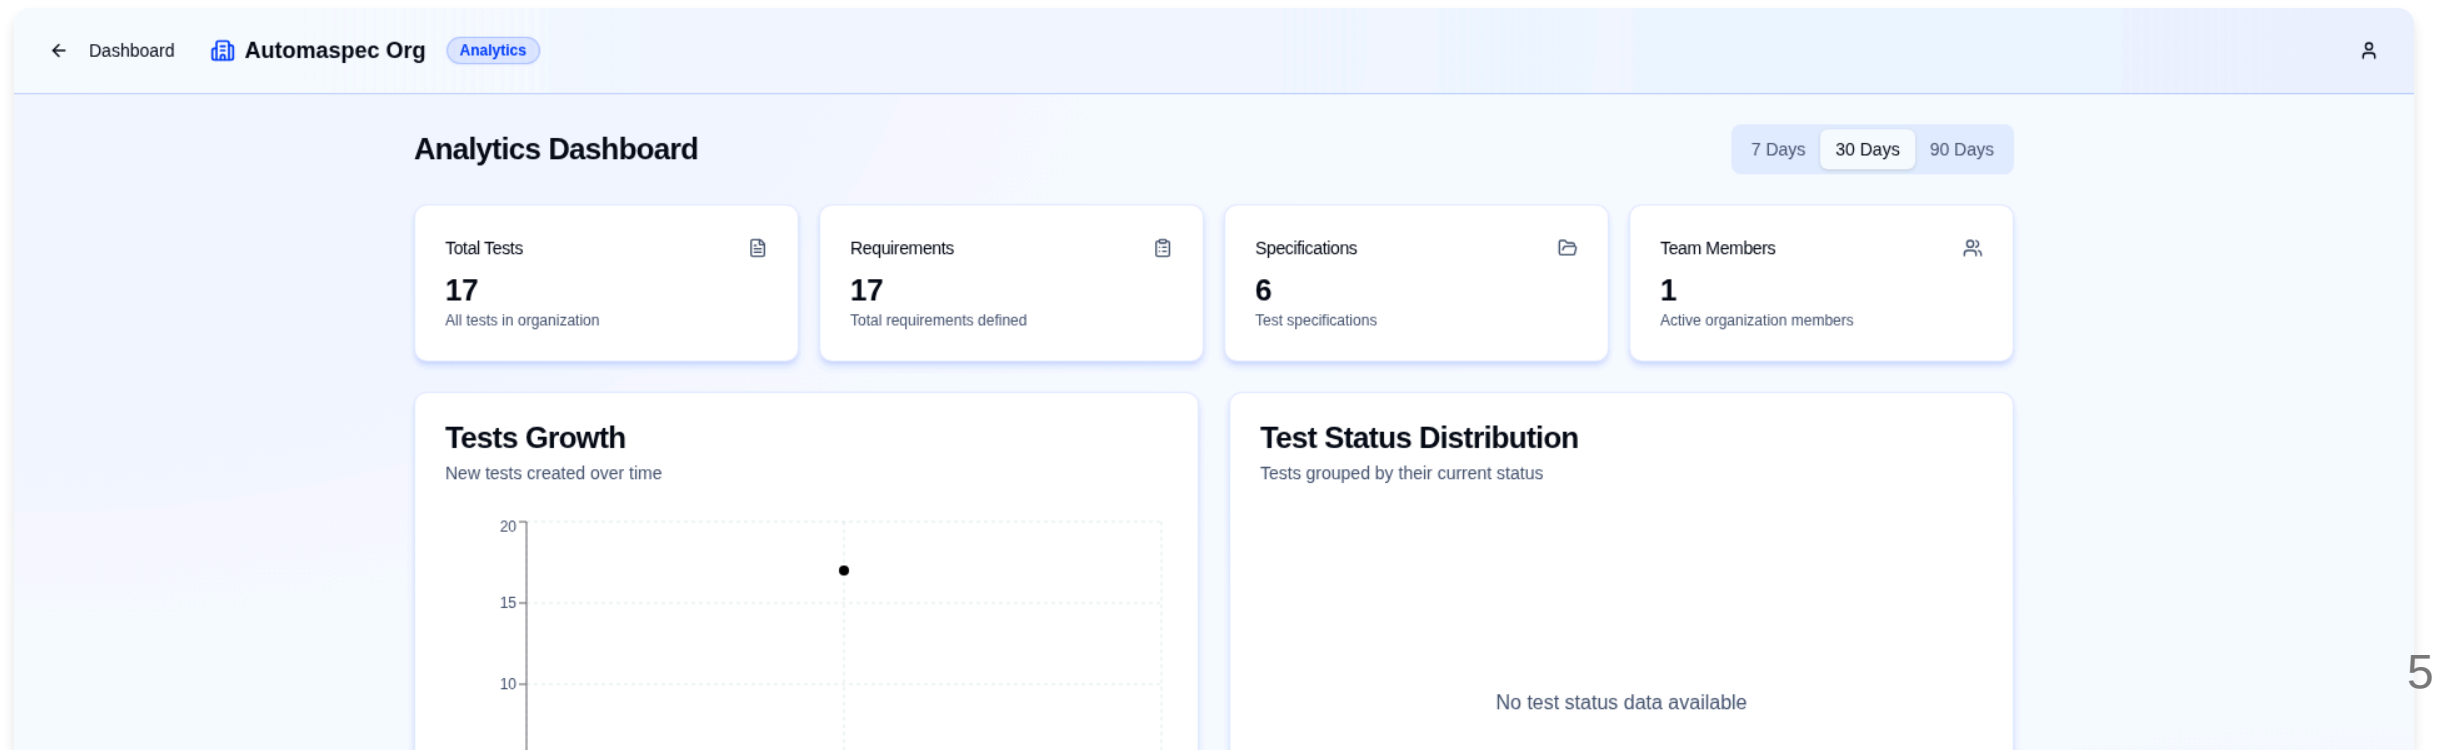 Dashboard
Automaspec Org
Analytics
Analytics Dashboard
7 Days
30 Days
90 Days
Total Tests
17
All tests in organization
Requirements
17
Total requirements defined
Specifications
6
Test specifications
Team Members
1
Active organization members
Tests Growth
New tests created over time
20
15
10
Test Status Distribution
Tests grouped by their current status
No test status data available
5